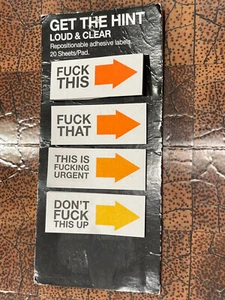 GET THE HINT
LOUD & CLEAR
Repositionable adhesive labels
20 Sheets/Pad.
FUCK
THIS
FUCK
THAT
THIS IS
FUCKING
URGENT
DON'T
FUCK
THIS UP